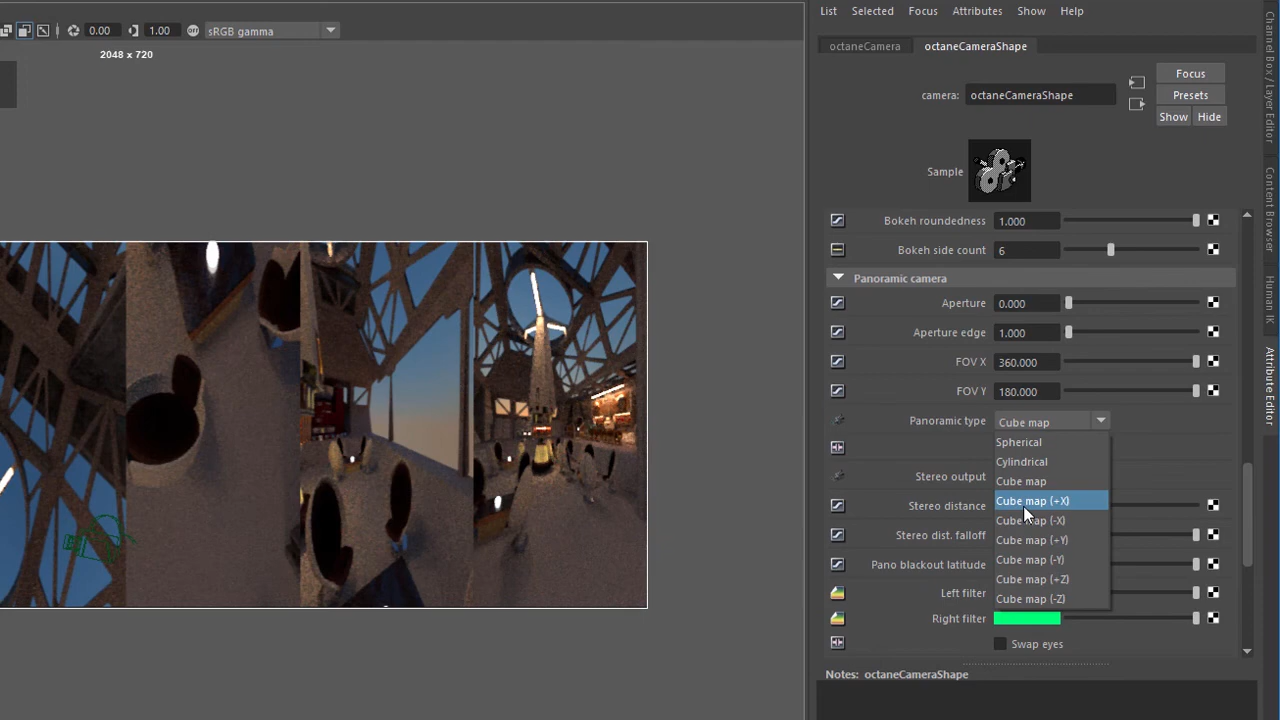 List Selected Focus Attributes Show Help
0.00 1.00 sRGB gamma
2048 x 720
octaneCamera octaneCameraShape
Focus
camera: octaneCameraShape
Presets
Show Hide
Sample
Bokeh roundedness 1.000
Bokeh side count 6
Panoramic camera
Aperture 0.000
Aperture edge 1.000
FOV X 360.000
FOV Y 180.000
Panoramic type Cube map
Spherical
Cylindrical
Cube map
Stereo output
Cube map (+X)
Stereo distance
Cube map (-X)
Stereo dist. falloff
Cube map (+Y)
Cube map (-Y)
Pano blackout latitude
Cube map (+Z)
Left filter
Cube map (-Z)
Right filter
Swap eyes
Notes: octaneCameraShape
Channel Box / Layer Editor
Content Browser
Human IK
Attribute Editor